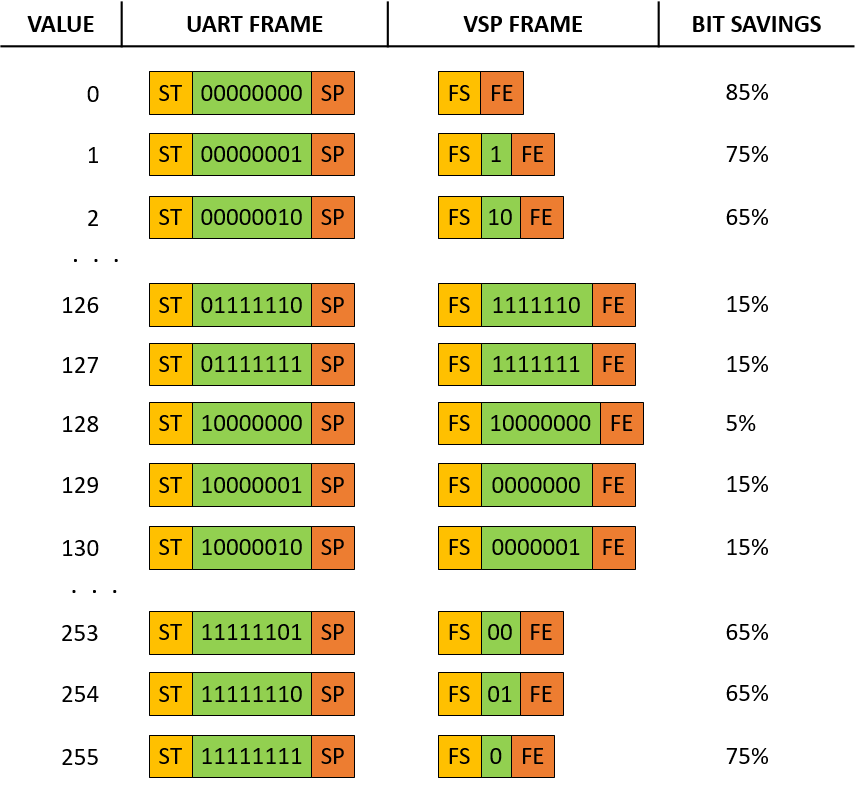 VALUE UART FRAME VSP FRAME BIT SAVINGS
0 ST 00000000 SP FS FE 85%
1 ST 00000001 SP FS 1 FE 75%
2 ST 00000010 SP FS 10 FE 65%
. . .
126 ST 01111110 SP FS 1111110 FE 15%
127 ST 01111111 SP FS 1111111 FE 15%
128 ST 10000000 SP FS 10000000 FE 5%
129 ST 10000001 SP FS 0000000 FE 15%
130 ST 10000010 SP FS 0000001 FE 15%
. . .
253 ST 11111101 SP FS 00 FE 65%
254 ST 11111110 SP FS 01 FE 65%
255 ST 11111111 SP FS 0 FE 75%